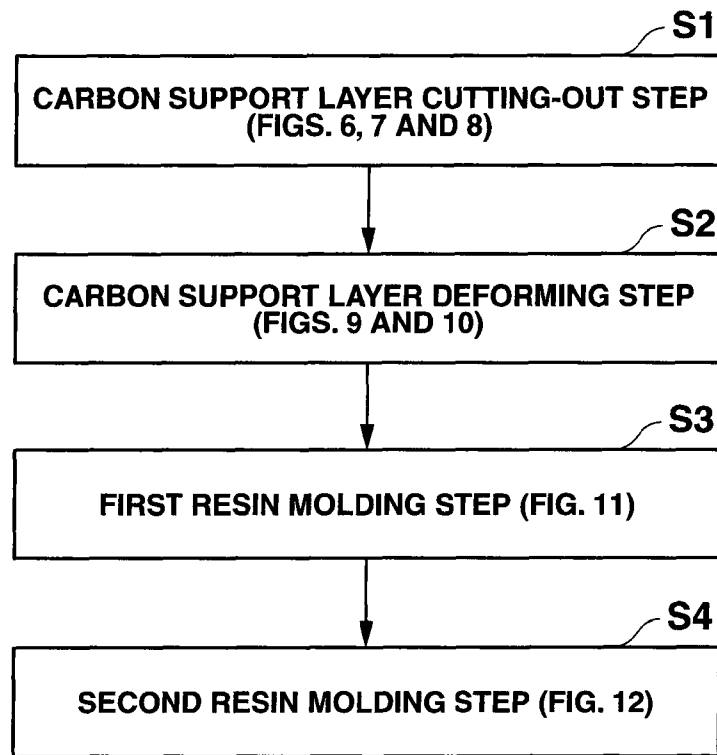 S1
CARBON SUPPORT LAYER CUTTING-OUT STEP
(FIGS. 6, 7 AND 8)
S2
CARBON SUPPORT LAYER DEFORMING STEP
(FIGS. 9 AND 10)
S3
FIRST RESIN MOLDING STEP (FIG. 11)
S4
SECOND RESIN MOLDING STEP (FIG. 12)